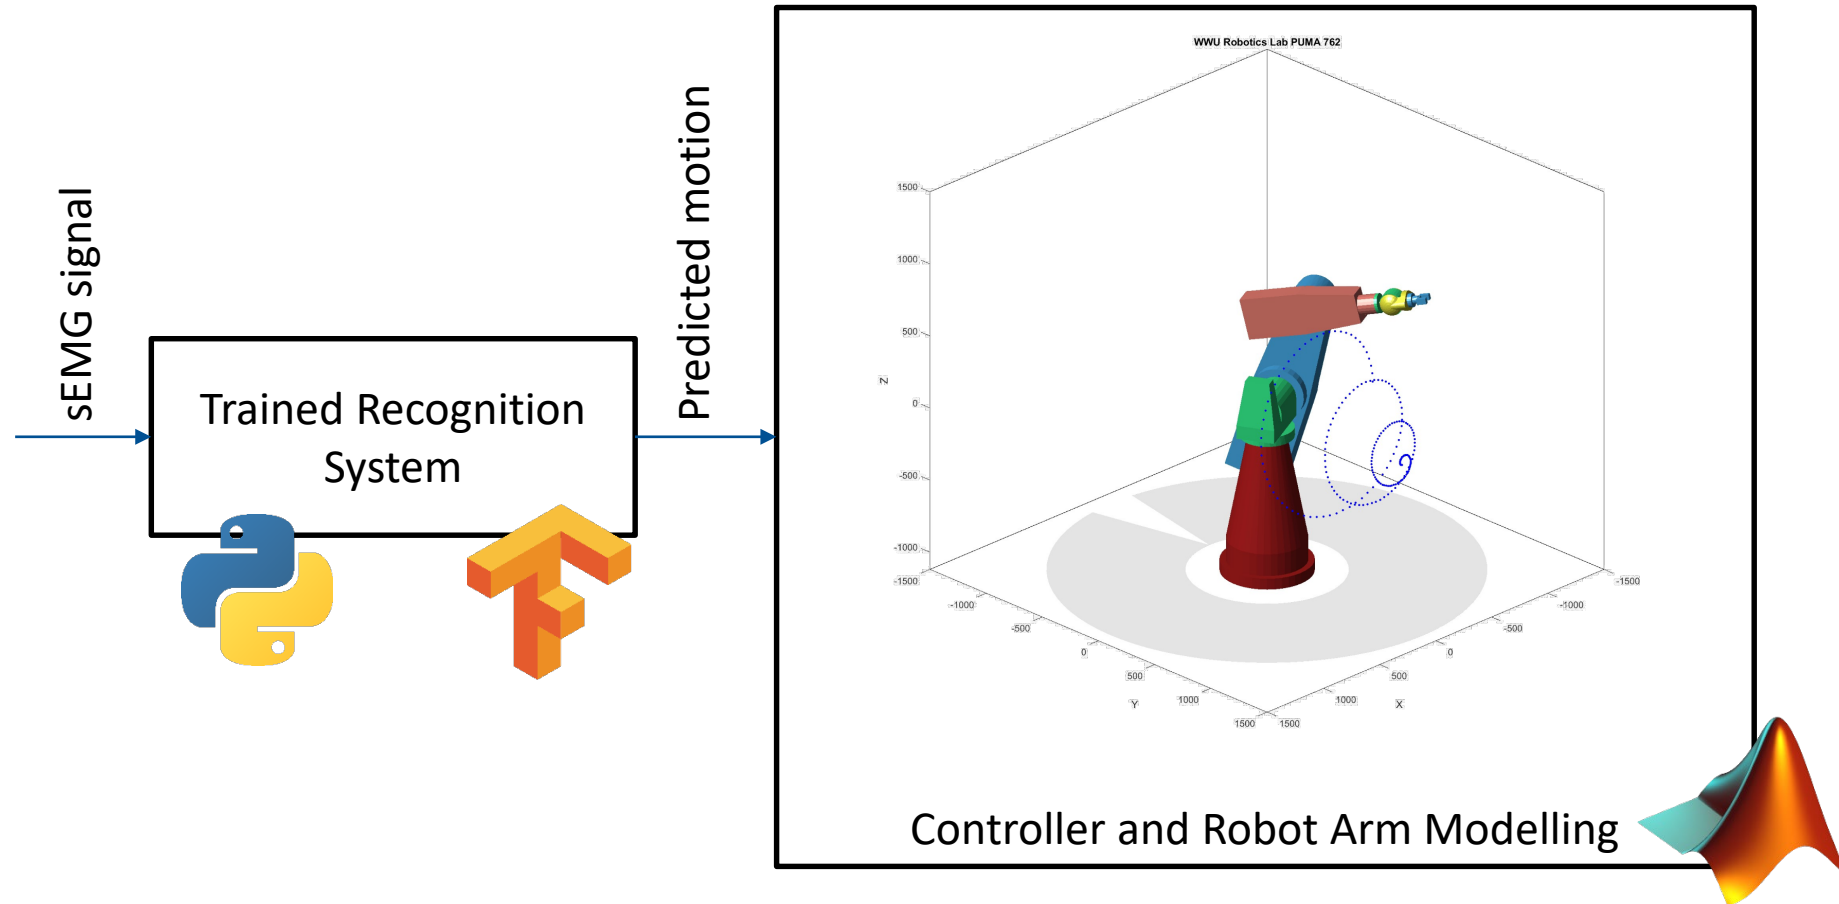 sEMG signal
Trained Recognition
System
Predicted motion
WWU Robotics Lab PUMA 762
1500
1000
500
0
-500
-1000
Z
-1500
-1000
-500
0
500
1000
1500
Y
-1500
-1000
-500
0
500
1000
1500
X
Controller and Robot Arm Modelling